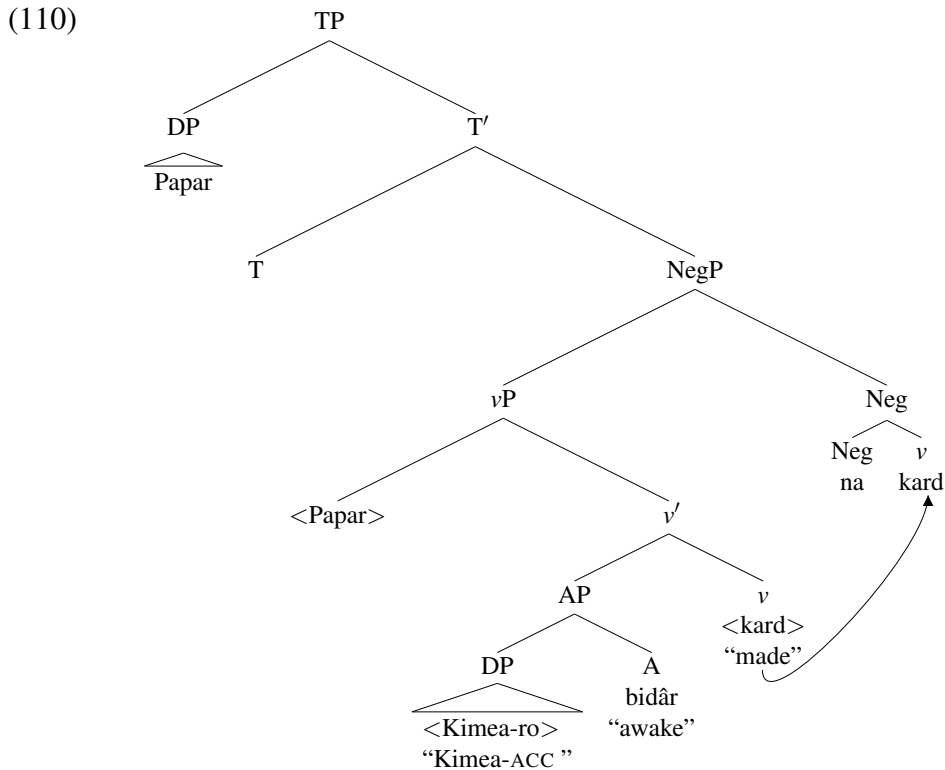 (110)
TP
DP T′
Papar
T NegP
vP Neg
Neg v
na kard
<Papar> v′
AP v
<kard>
“made”
DP A
bidâr
<Kimea-ro> “awake”
“Kimea-ACC ”